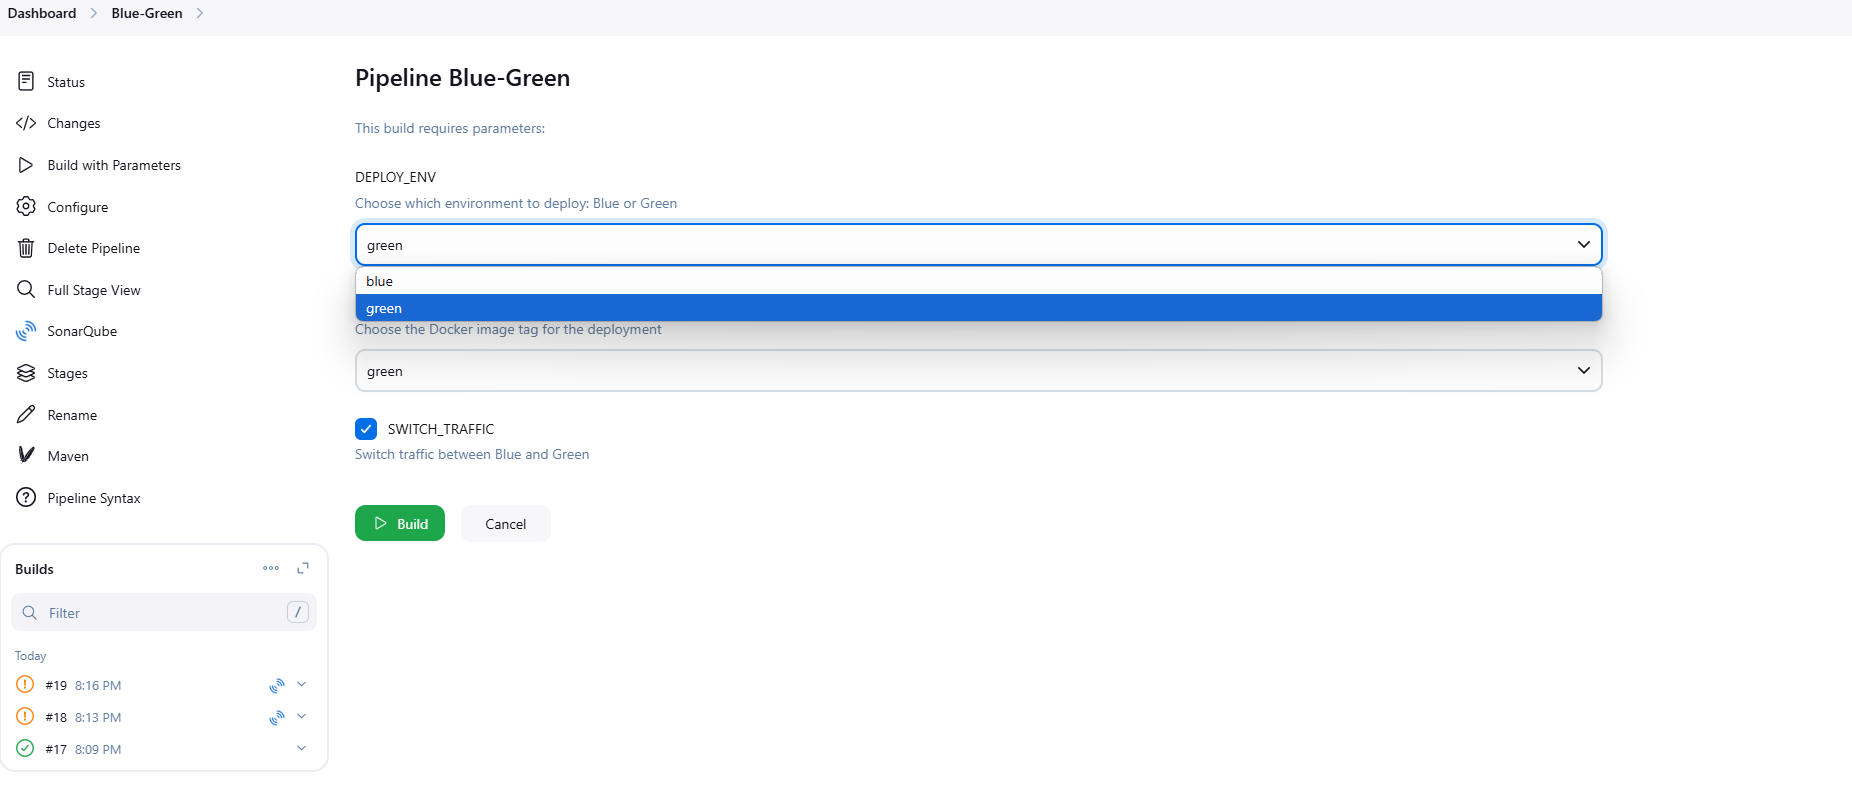 Dashboard
Blue-Green
Status
Changes
Build with Parameters
Configure
Delete Pipeline
Full Stage View
SonarQube
Stages
Rename
Maven
Pipeline Syntax
Builds
Filter
/
Today
#19 8:16 PM
#18 8:13 PM
#17 8:09 PM
Pipeline Blue-Green
This build requires parameters:
DEPLOY_ENV
Choose which environment to deploy: Blue or Green
green
blue
green
Choose the Docker image tag for the deployment
green
SWITCH_TRAFFIC
Switch traffic between Blue and Green
Build
Cancel